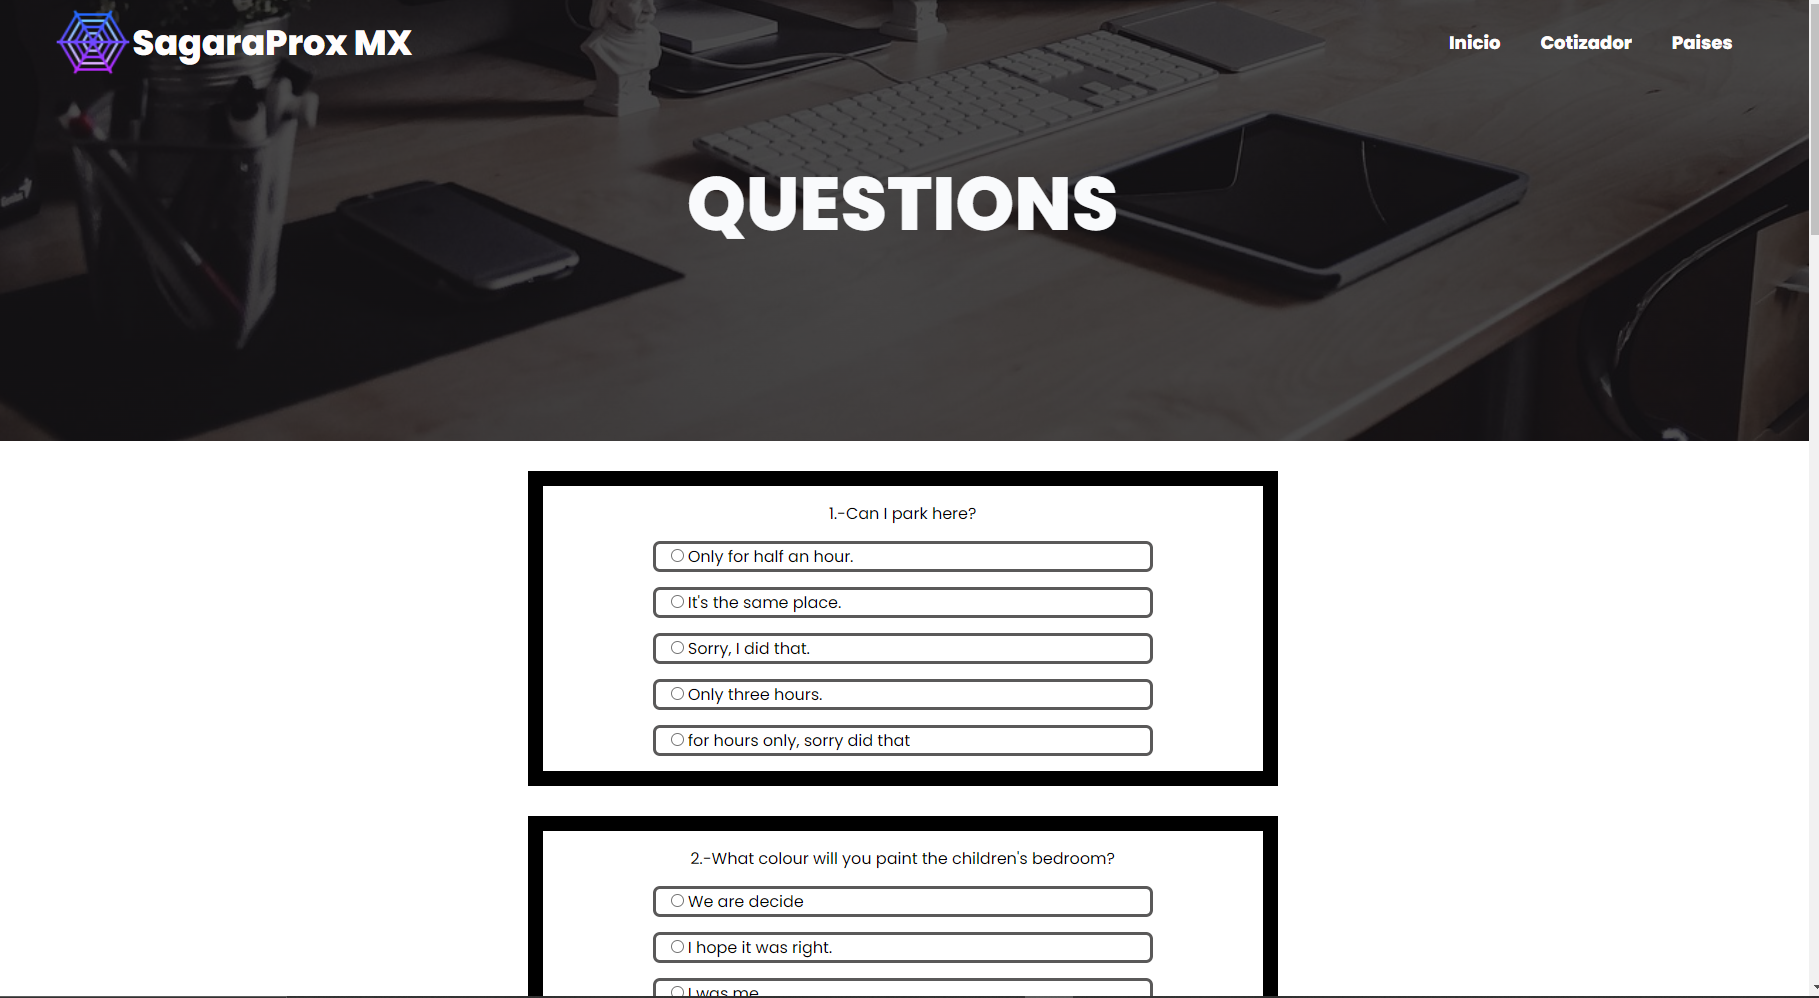 SagaraProx MX
Inicio Cotizador Paises
QUESTIONS
1.-Can I park here?
Only for half an hour.
It's the same place.
Sorry, I did that.
Only three hours.
for hours only, sorry did that
2.-What colour will you paint the children's bedroom?
We are decide
I hope it was right.
I was me